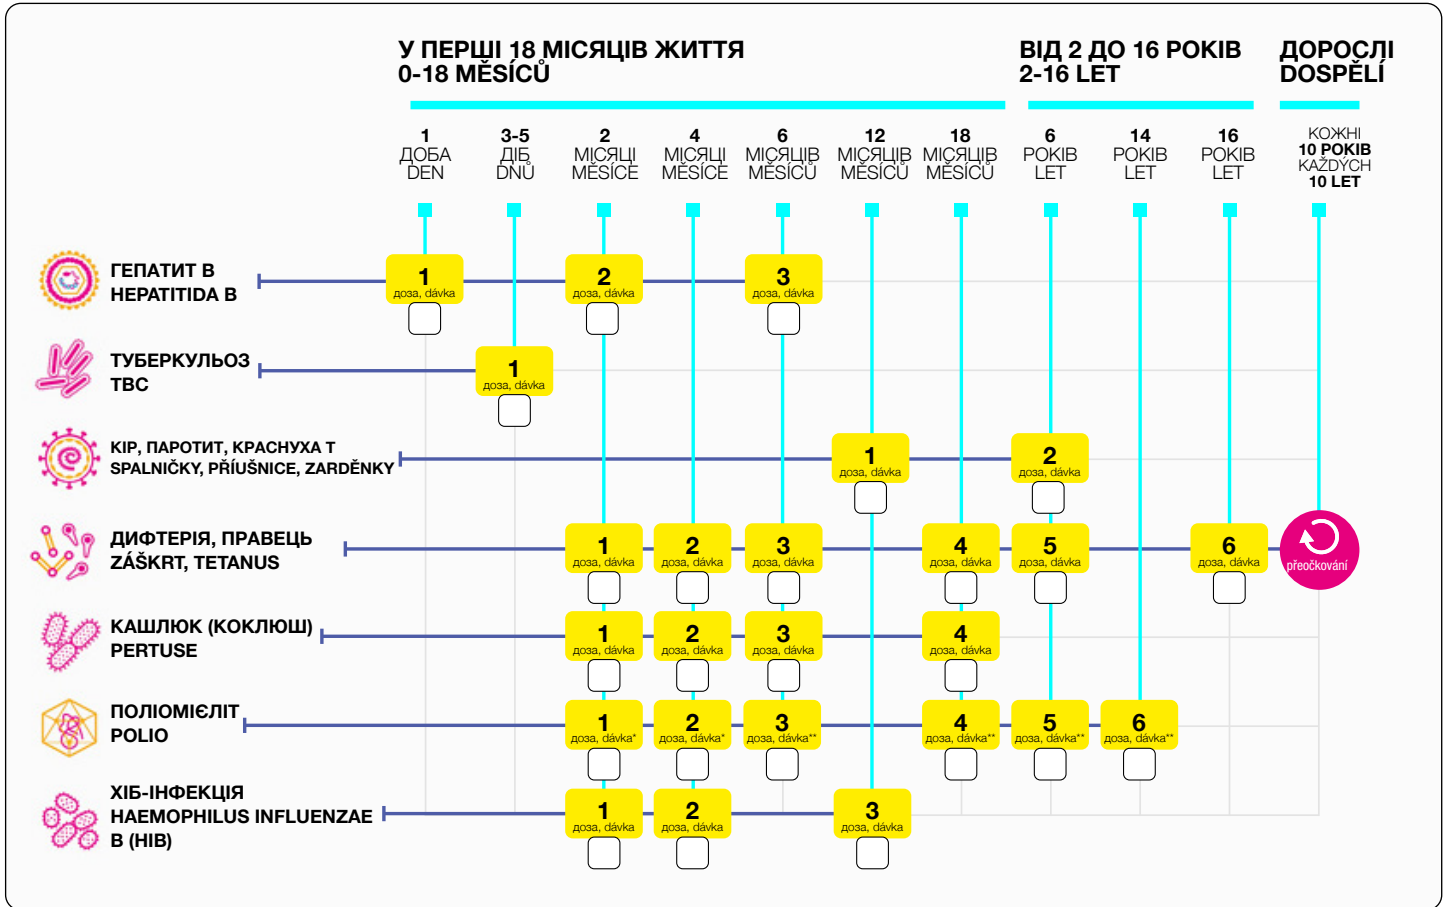 У ПЕРШІ 18 МІСЯЦІВ ЖИТТЯ
0-18 MĚSÍCŮ
ВІД 2 ДО 16 РОКІВ
2-16 LET
ДОРОСЛІ
DOSPĚLÍ
1
ДОБА
DEN
3-5
ДІБ
DNŮ
2
МІСЯЦІ
MĚSÍCE
4
МІСЯЦІ
MĚSÍCE
6
МІСЯЦІВ
MĚSÍCŮ
12
МІСЯЦІВ
MĚSÍCŮ
18
МІСЯЦІВ
MĚSÍCŮ
6
РОКІВ
LET
14
РОКІВ
LET
16
РОКІВ
LET
КОЖНІ
10 РОКІВ
KAŽDÝCH
10 LET
ГЕПАТИТ В
HEPATITIDA B
1
доза, dávka
2
доза, dávka
3
доза, dávka
ТУБЕРКУЛЬОЗ
TBC
1
доза, dávka
КІР, ПАРОТИТ, КРАСНУХА Т
SPALNIČKY, PŘÍUŠNICE, ZARDĚNKY
1
доза, dávka
2
доза, dávka
ДИФТЕРІЯ, ПРАВЕЦЬ
ZÁŠKRT, TETANUS
1
доза, dávka
2
доза, dávka
3
доза, dávka
4
доза, dávka
5
доза, dávka
6
доза, dávka
přeočkování
КАШЛЮК (КОКЛЮШ)
PERTUSE
1
доза, dávka
2
доза, dávka
3
доза, dávka
4
доза, dávka
ПОЛІОМІЄЛІТ
POLIO
1
доза, dávka*
2
доза, dávka*
3
доза, dávka**
4
доза, dávka**
5
доза, dávka**
6
доза, dávka**
ХІБ-ІНФЕКЦІЯ
HAEMOPHILUS INFLUENZAE
B (HIB)
1
доза, dávka
2
доза, dávka
3
доза, dávka